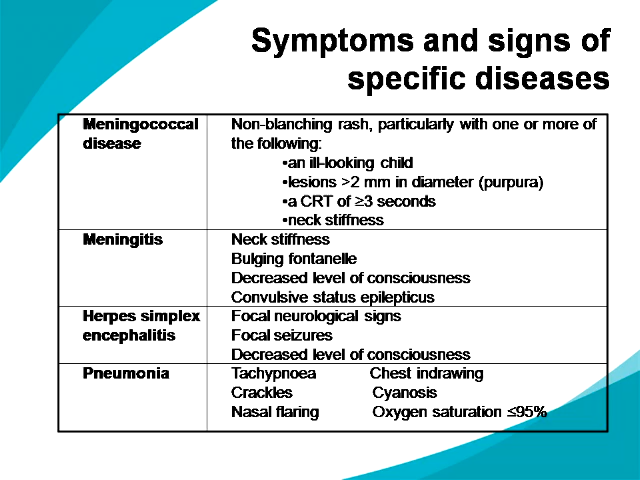 Symptoms and signs of
specific diseases
Meningococcal disease
Non-blanching rash, particularly with one or more of
the following:
•an ill-looking child
•lesions >2 mm in diameter (purpura)
•a CRT of ≥3 seconds
•neck stiffness
Meningitis
Neck stiffness
Bulging fontanelle
Decreased level of consciousness
Convulsive status epilepticus
Herpes simplex
encephalitis
Focal neurological signs
Focal seizures
Decreased level of consciousness
Pneumonia
Tachypnoea Chest indrawing
Crackles Cyanosis
Nasal flaring Oxygen saturation ≤95%